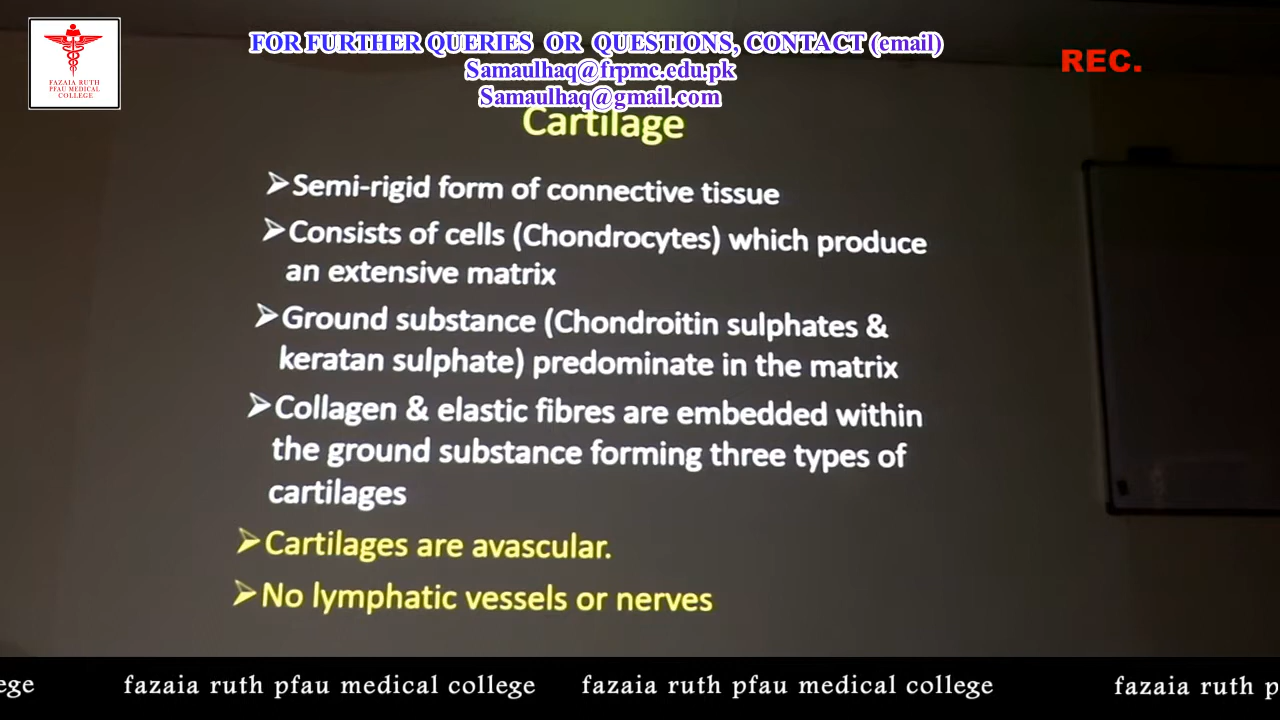 FAZAIA RUTH
PFAU MEDICAL
COLLEGE
FOR FURTHER QUERIES OR QUESTIONS, CONTACT (email)
Samaulhaq@frpmc.edu.pk
Samaulhaq@gmail.com
REC.
Cartilage
➢Semi-rigid form of connective tissue
➢Consists of cells (Chondrocytes) which produce
an extensive matrix
➢Ground substance (Chondroitin sulphates &
keratan sulphate) predominate in the matrix
➢Collagen & elastic fibres are embedded within
the ground substance forming three types of
cartilages
➢Cartilages are avascular.
➢No lymphatic vessels or nerves
ege fazaia ruth pfau medical college fazaia ruth pfau medical college fazaia ruth p